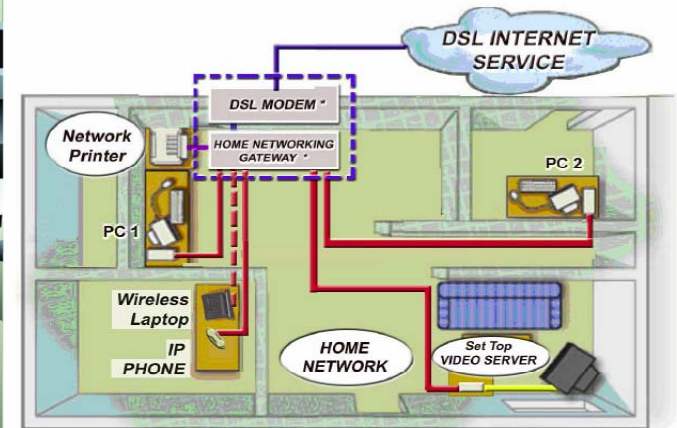 DSL INTERNET
SERVICE
DSL MODEM *
Network
Printer
HOME NETWORKING
GATEWAY *
PC 2
PC 1
Wireless
Laptop
IP
PHONE
HOME
NETWORK
Set Top
VIDEO SERVER